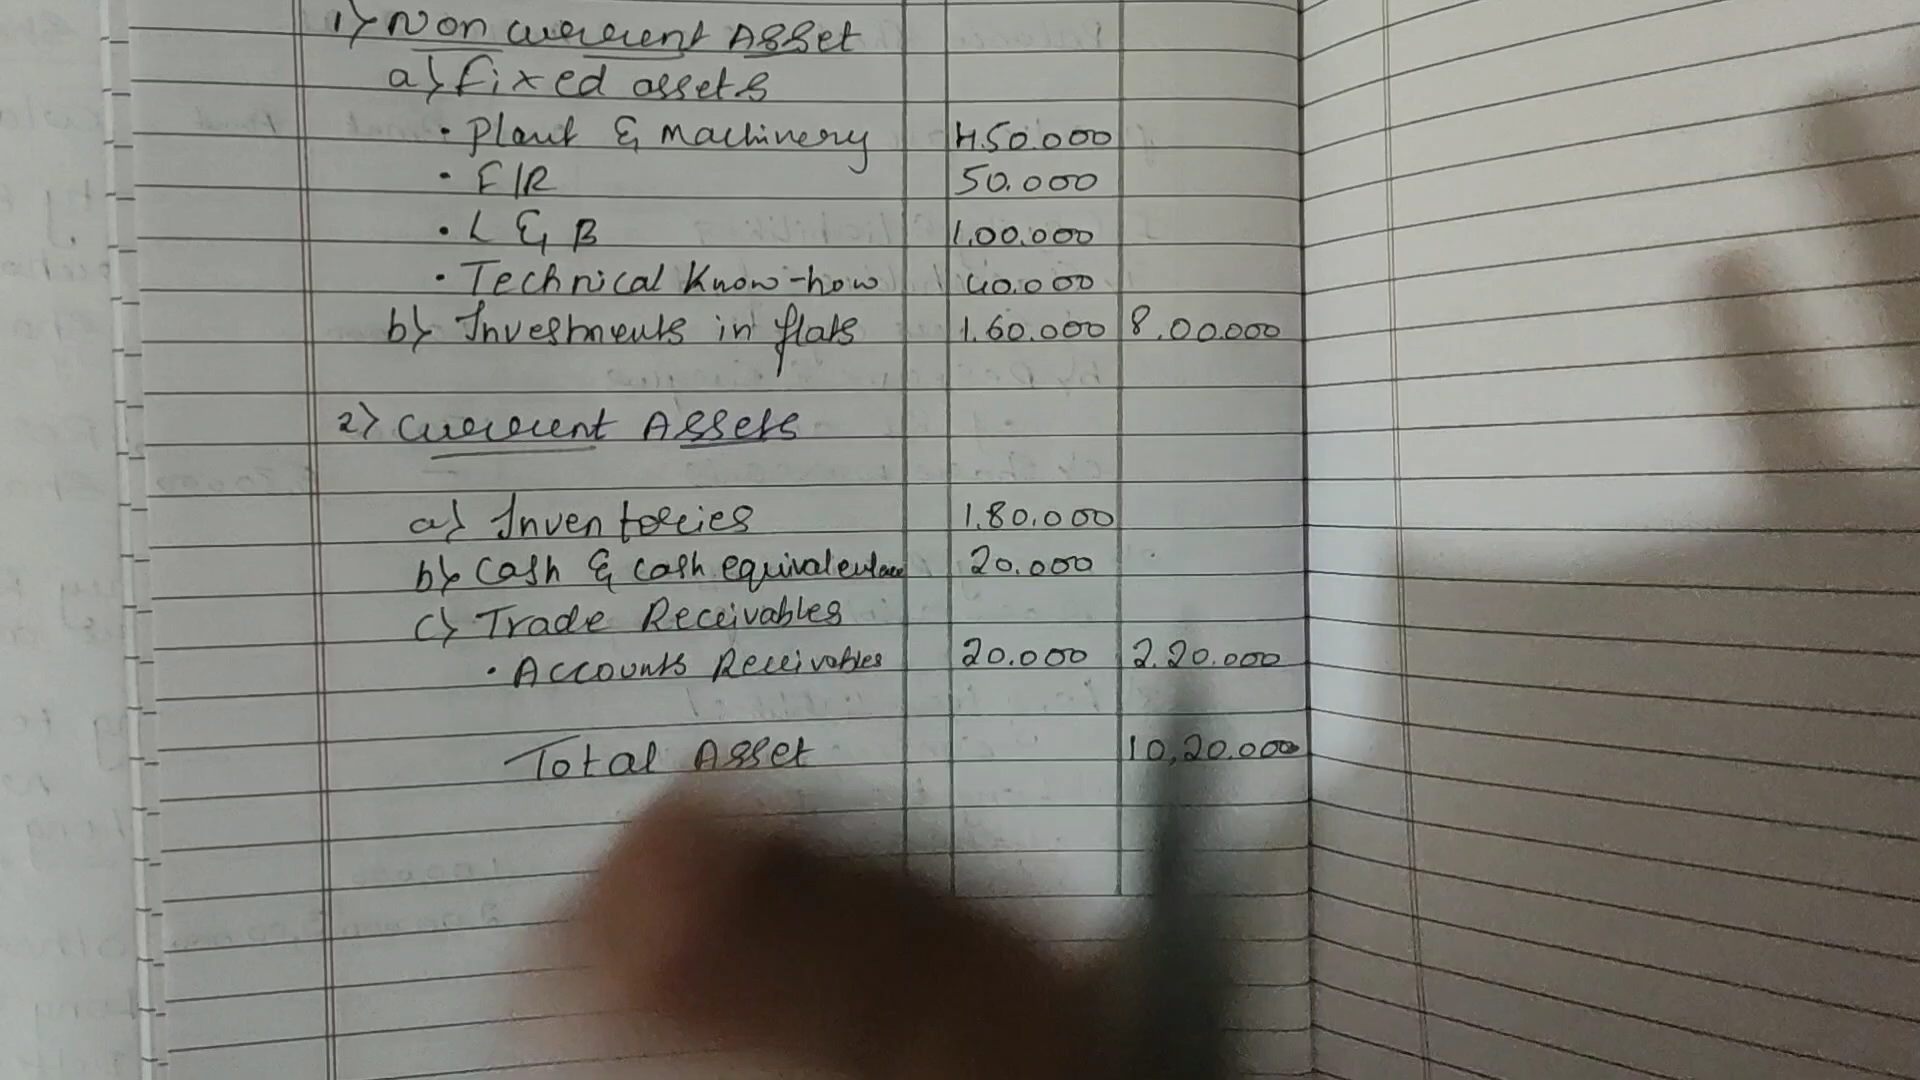 1) Non current Asset
a) fixed assets
• Plant & Machinery 4.50.000
• F/R 50.000
• L & B 1.00.000
• Technical Know-how 40.000
b) Investments in flats 1.60.000 8.00.000
2) Current Assets
a) Inventories 1.80.000
b) Cash & cash equivalent 20.000
c) Trade Receivables
• Accounts Receivables 20.000 2.20.000
Total Asset 10,20.000